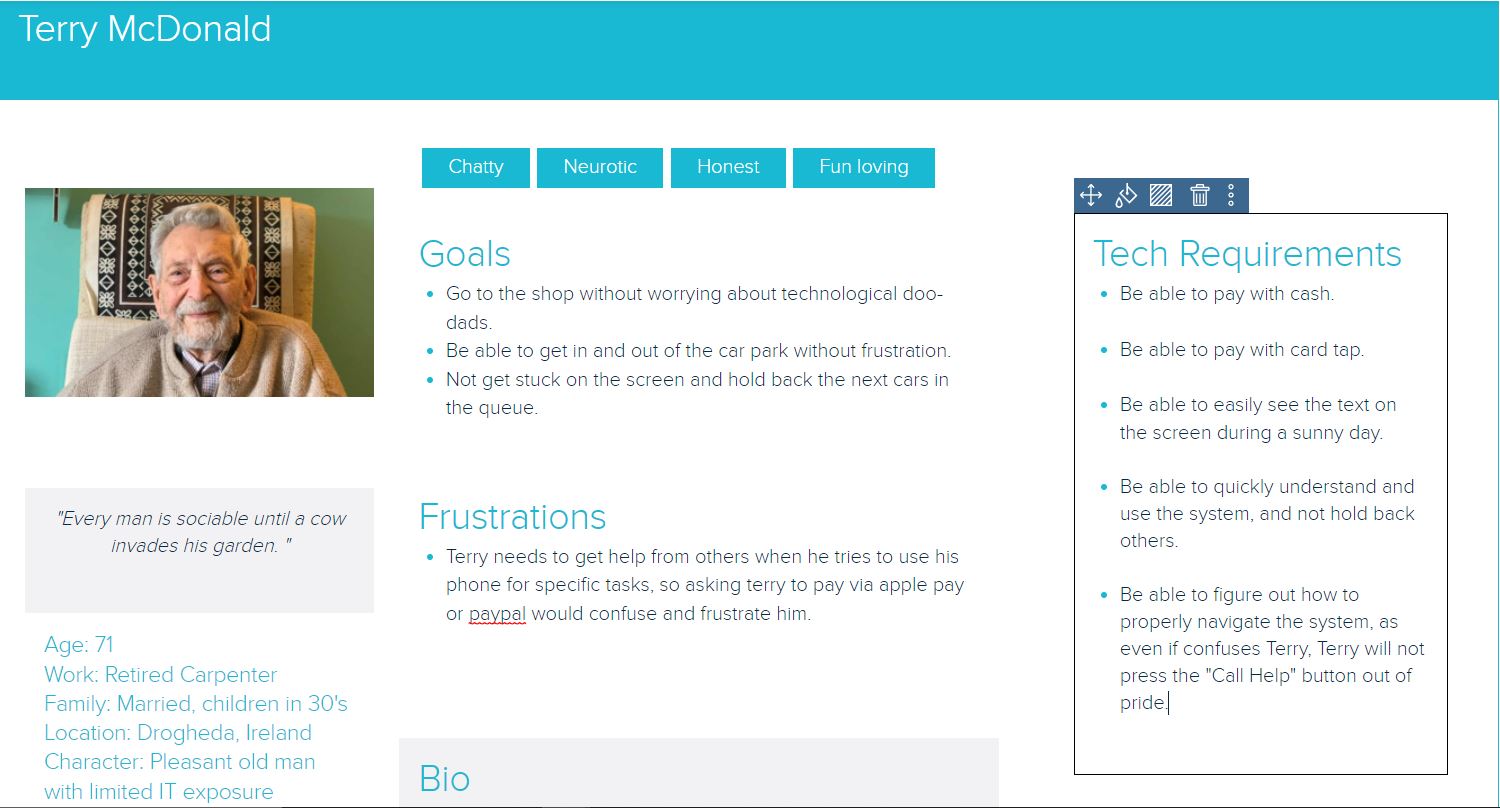 Terry McDonald
Chatty
Neurotic
Honest
Fun loving
"Every man is sociable until a cow
invades his garden. "
Age: 71
Work: Retired Carpenter
Family: Married, children in 30's
Location: Drogheda, Ireland
Character: Pleasant old man
with limited IT exposure
Goals
Go to the shop without worrying about technological doo-
dads.
Be able to get in and out of the car park without frustration.
Not get stuck on the screen and hold back the next cars in
the queue.
Frustrations
Terry needs to get help from others when he tries to use his
phone for specific tasks, so asking terry to pay via apple pay
or paypal would confuse and frustrate him.
Bio
Tech Requirements
Be able to pay with cash.
Be able to pay with card tap.
Be able to easily see the text on
the screen during a sunny day.
Be able to quickly understand and
use the system, and not hold back
others.
Be able to figure out how to
properly navigate the system, as
even if confuses Terry, Terry will not
press the "Call Help" button out of
pride.